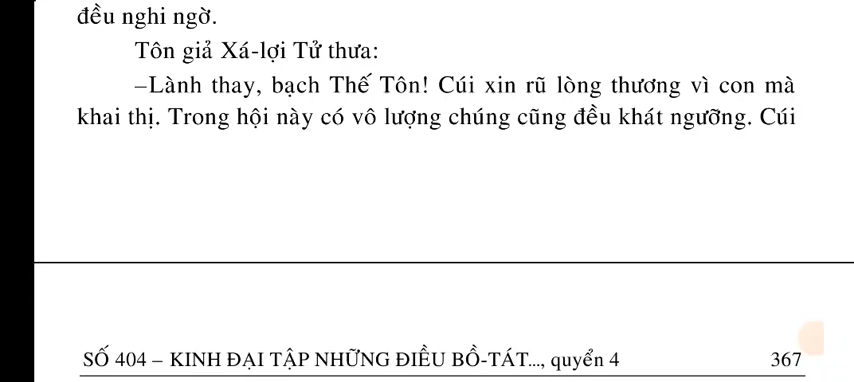 đều nghi ngờ.
Tôn giả Xá-lợi Tử thưa:
–Lành thay, bạch Thế Tôn! Cúi xin rũ lòng thương vì con mà
khai thị. Trong hội này có vô lượng chúng cũng đều khát ngưỡng. Cúi
SỐ 404 – KINH ĐẠI TẬP NHỮNG ĐIỀU BỒ-TÁT..., quyển 4 367